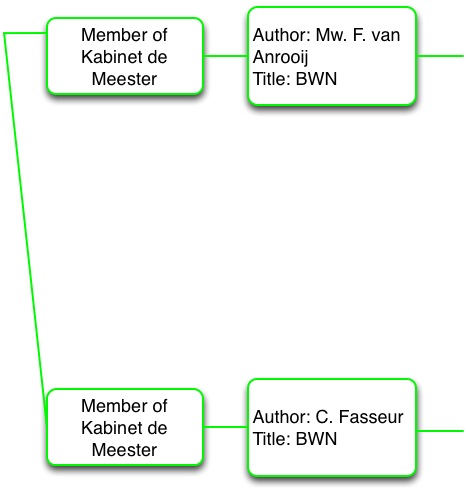 Member of
Kabinet de
Meester
Author: Mw. F. van
Anrooij
Title: BWN
Member of
Kabinet de
Meester
Author: C. Fasseur
Title: BWN